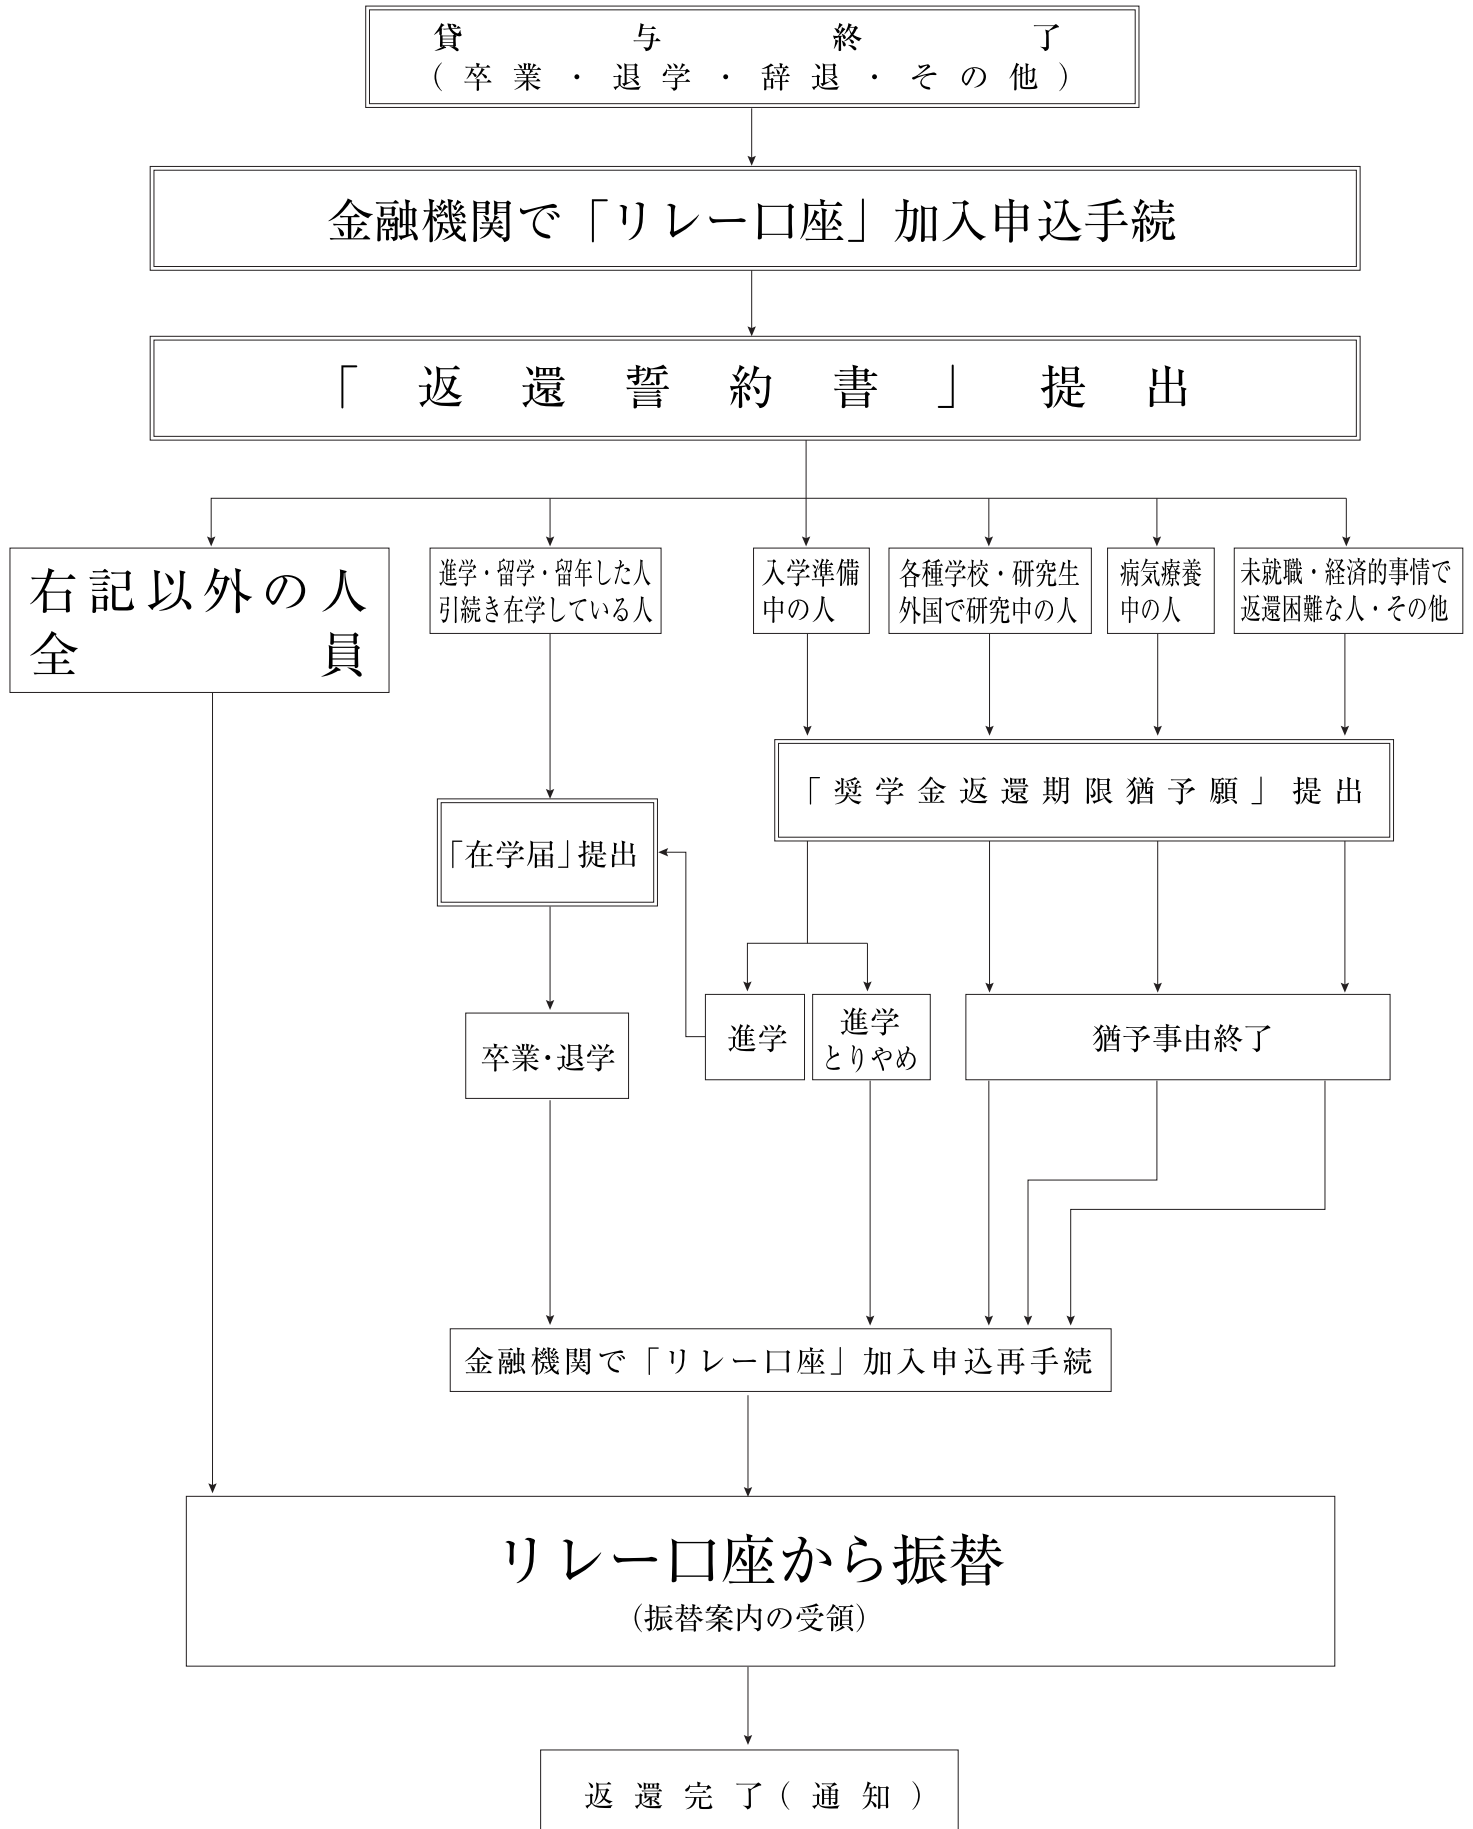 貸与終了
(卒業・退学・辞退・その他)
金融機関で「リレー口座」加入申込手続
「返還誓約書」提出
右記以外の人
全員
進学・留学・留年した人
引続き在学している人
入学準備
中の人
各種学校・研究生
外国で研究中の人
病気療養
中の人
未就職・経済的事情で
返還困難な人・その他
「奨学金返還期限猶予願」提出
「在学届」提出
進学
進学
とりやめ
猶予事由終了
卒業・退学
金融機関で「リレー口座」加入申込再手続
リレー口座から振替
(振替案内の受領)
返還完了(通知)